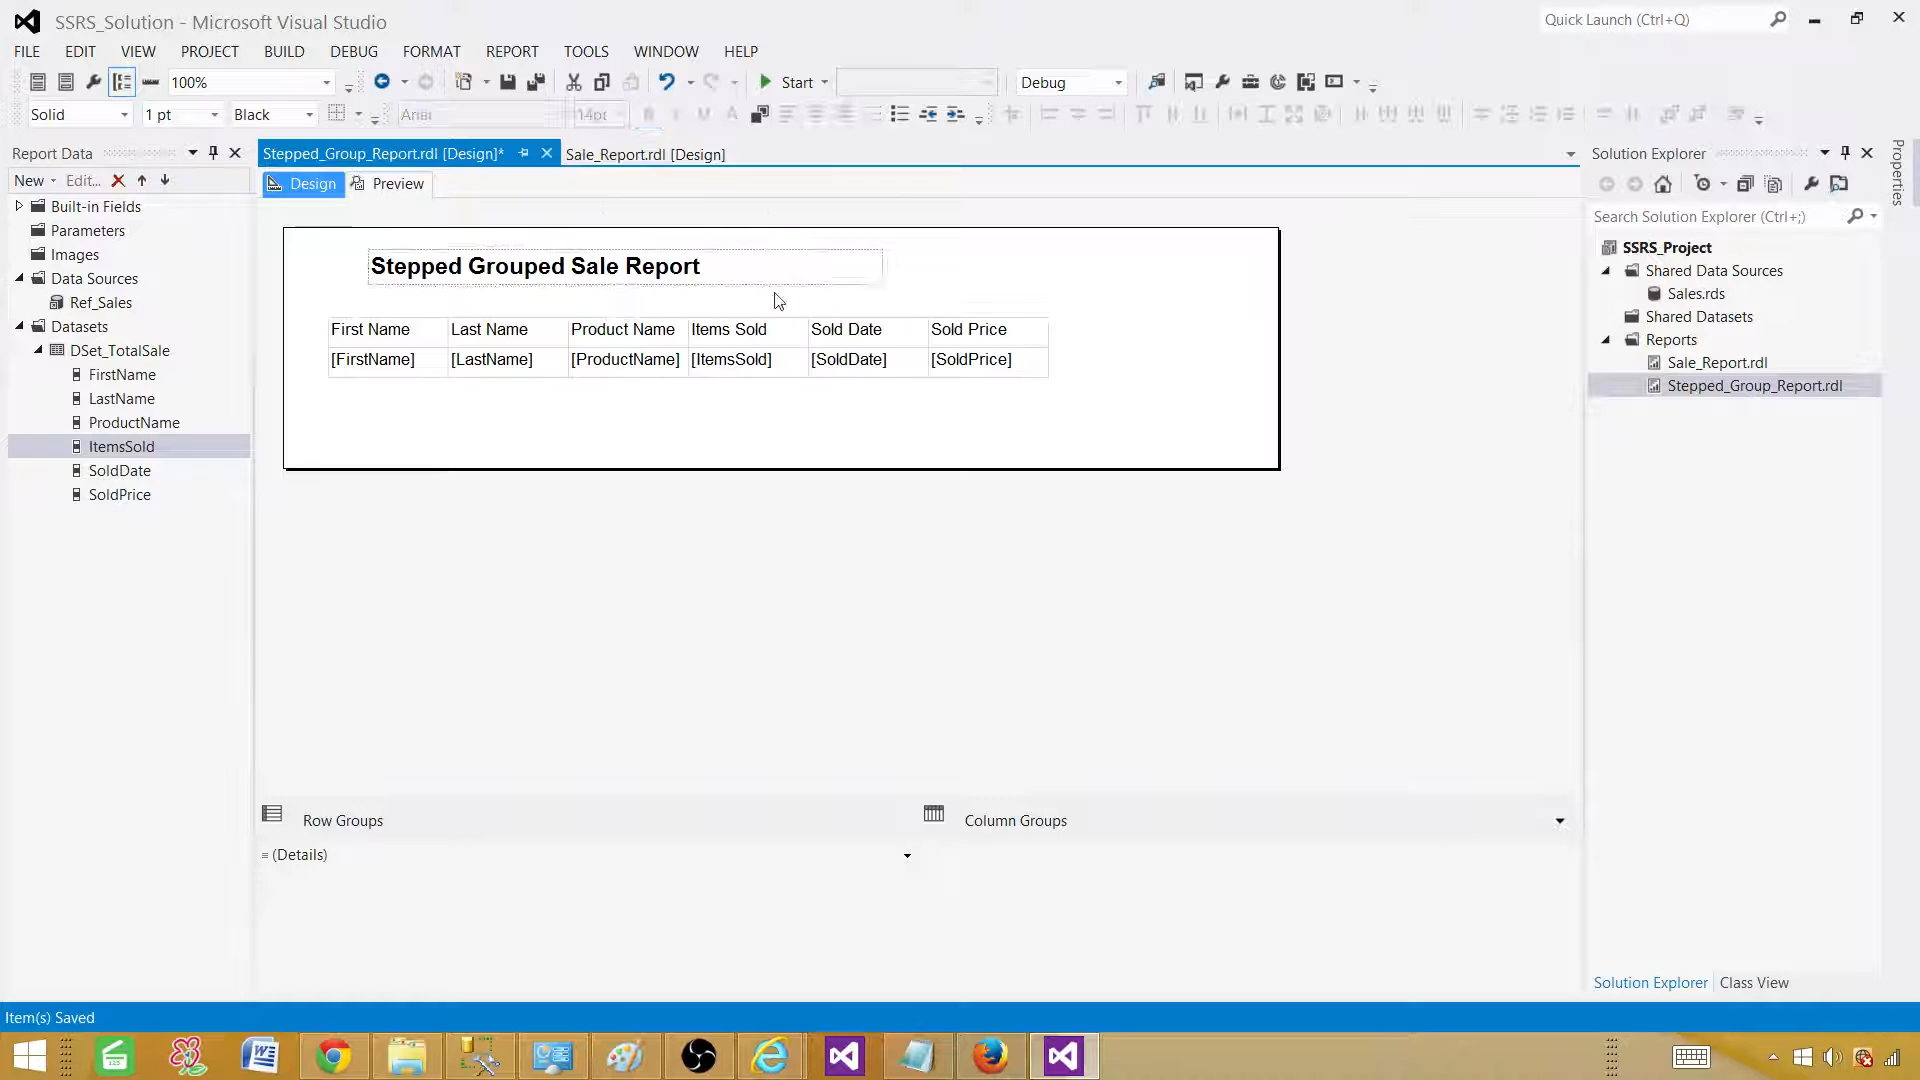 SSRS_Solution - Microsoft Visual Studio
Quick Launch (Ctrl+Q)
FILE EDIT VIEW PROJECT BUILD DEBUG FORMAT REPORT TOOLS WINDOW HELP
100% Start Debug
Solid 1 pt Black Arial 14pt
Report Data
New Edit...
Built-in Fields
Parameters
Images
Data Sources
Ref_Sales
Datasets
DSet_TotalSale
FirstName
LastName
ProductName
ItemsSold
SoldDate
SoldPrice
Stepped_Group_Report.rdl [Design]* Sale_Report.rdl [Design]
Design Preview
Stepped Grouped Sale Report
First Name Last Name Product Name Items Sold Sold Date Sold Price
[FirstName] [LastName] [ProductName] [ItemsSold] [SoldDate] [SoldPrice]
Row Groups Column Groups
(Details)
Solution Explorer
Search Solution Explorer (Ctrl+;)
SSRS_Project
Shared Data Sources
Sales.rds
Shared Datasets
Reports
Sale_Report.rdl
Stepped_Group_Report.rdl
Solution Explorer Class View
Properties
Item(s) Saved